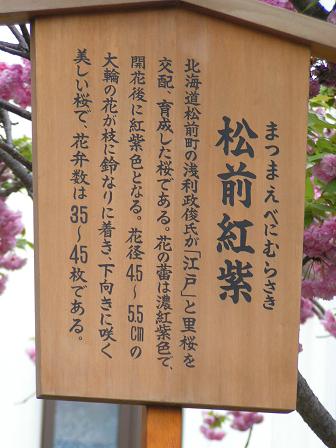 まつまえべにむらさき
松前紅紫
北海道松前町の浅利政俊氏が「江戸」と里桜を
交配、育成した桜である。花の蕾は濃紅紫色で、
開花後に紅紫色となる。花径4.5～5.5cmの
大輪の花が枝に鈴なりに着き、下向きに咲く
美しい桜で、花弁数は35～45枚である。